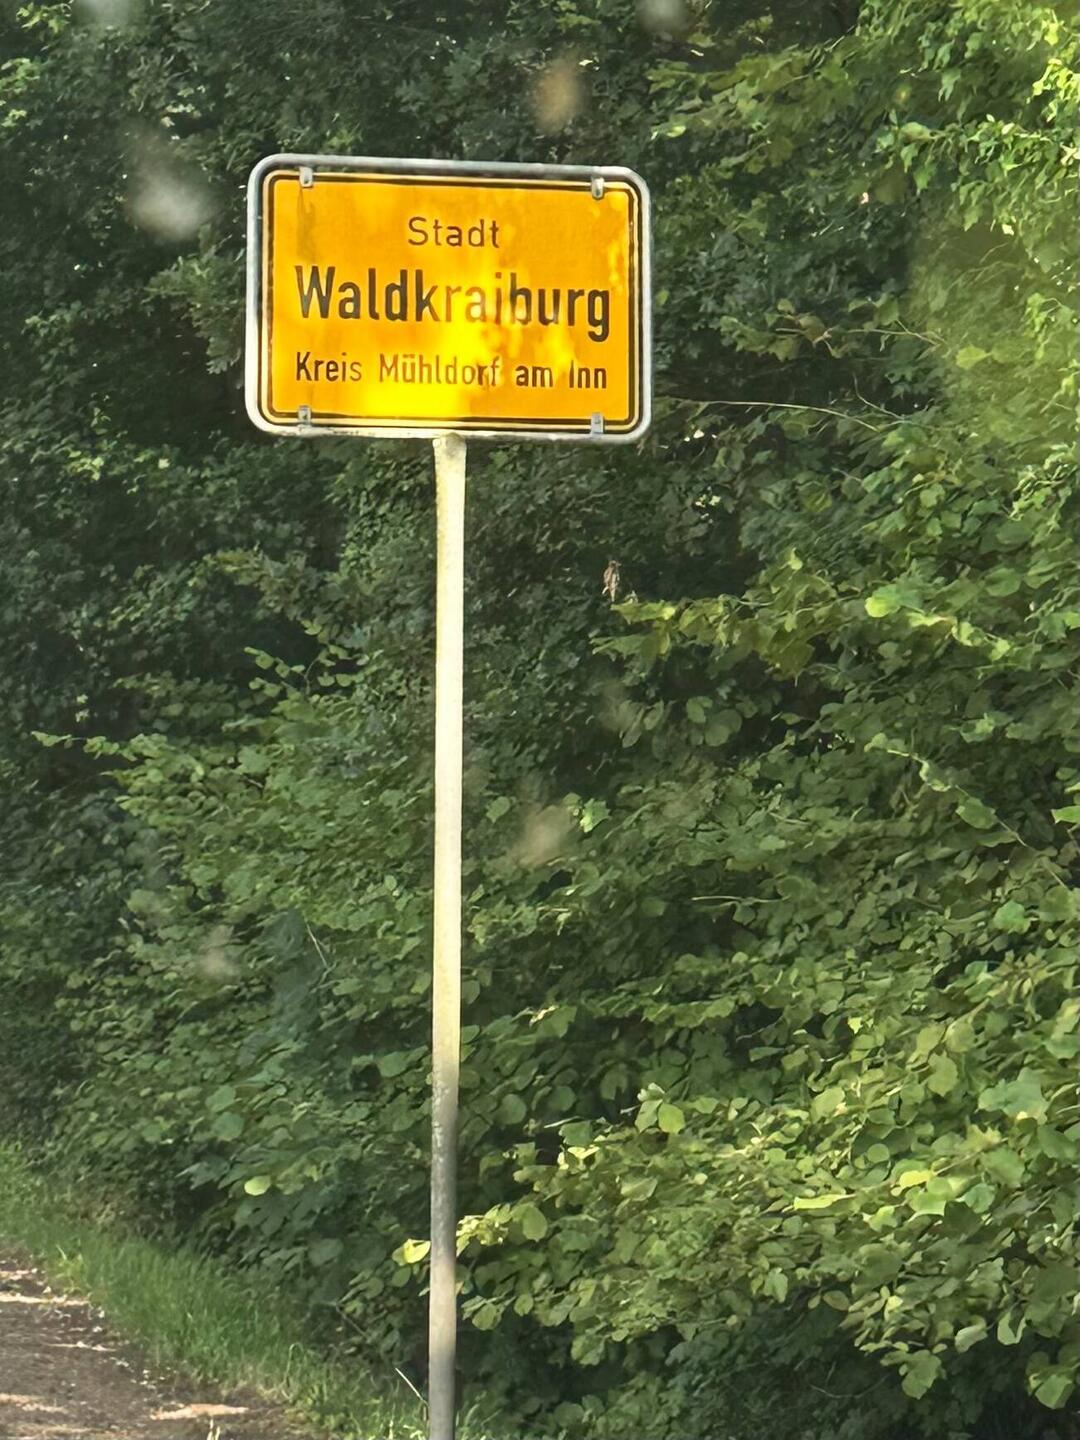 Stadt
Waldkraiburg
Kreis Mühldorf am Inn